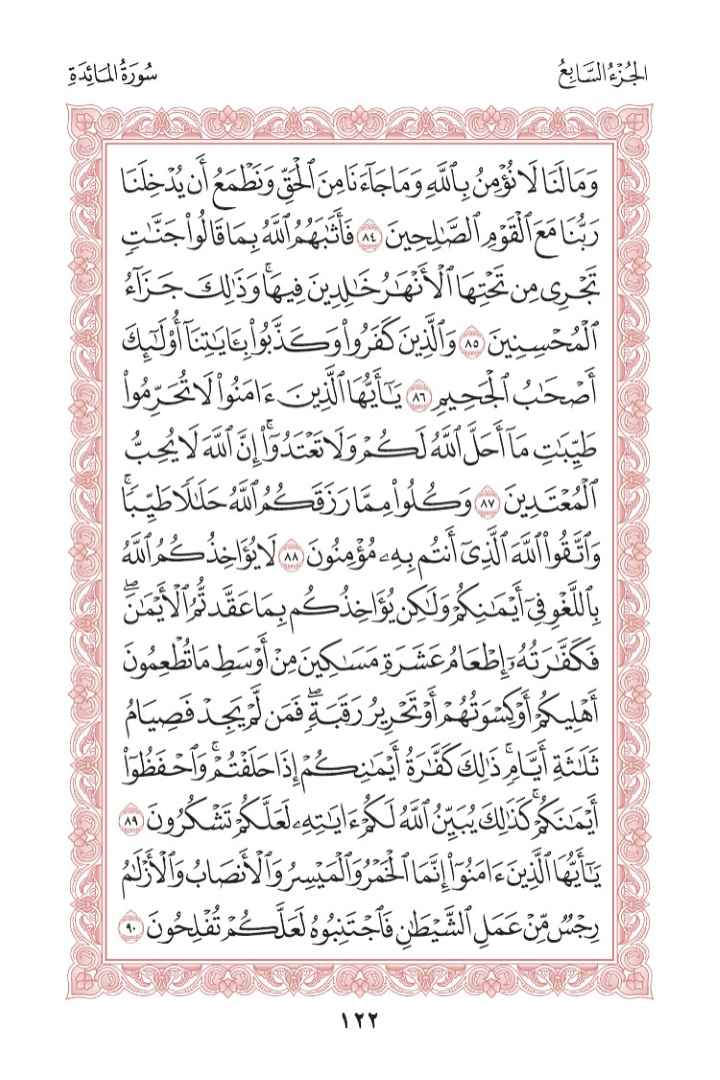 الجُزْءُ السَّابِعُ
سُورَةُ المَائِدَةِ
وَمَا لَنَا لَا نُؤْمِنُ بِٱللَّهِ وَمَا جَآءَنَا مِنَ ٱلْحَقِّ وَنَطْمَعُ أَن يُدْخِلَنَا
رَبُّنَا مَعَ ٱلْقَوْمِ ٱلصَّٰلِحِينَ ٨٤ فَأَثَٰبَهُمُ ٱللَّهُ بِمَا قَالُوا۟ جَنَّٰتٍ
تَجْرِى مِن تَحْتِهَا ٱلْأَنْهَٰرُ خَٰلِدِينَ فِيهَا ۚ وَذَٰلِكَ جَزَآءُ
ٱلْمُحْسِنِينَ ٨٥ وَٱلَّذِينَ كَفَرُوا۟ وَكَذَّبُوا۟ بِـَٔايَٰتِنَآ أُو۟لَٰٓئِكَ
أَصْحَٰبُ ٱلْجَحِيمِ ٨٦ يَٰٓأَيُّهَا ٱلَّذِينَ ءَامَنُوا۟ لَا تُحَرِّمُوا۟
طَيِّبَٰتِ مَآ أَحَلَّ ٱللَّهُ لَكُمْ وَلَا تَعْتَدُوٓا۟ ۚ إِنَّ ٱللَّهَ لَا يُحِبُّ
ٱلْمُعْتَدِينَ ٨٧ وَكُلُوا۟ مِمَّا رَزَقَكُمُ ٱللَّهُ حَلَٰلًا طَيِّبًا ۚ
وَٱتَّقُوا۟ ٱللَّهَ ٱلَّذِىٓ أَنتُم بِهِۦ مُؤْمِنُونَ ٨٨ لَا يُؤَاخِذُكُمُ ٱللَّهُ
بِٱللَّغْوِ فِىٓ أَيْمَٰنِكُمْ وَلَٰكِن يُؤَاخِذُكُم بِمَا عَقَّدتُّمُ ٱلْأَيْمَٰنَ ۖ
فَكَفَّٰرَتُهُۥٓ إِطْعَامُ عَشَرَةِ مَسَٰكِينَ مِنْ أَوْسَطِ مَا تُطْعِمُونَ
أَهْلِيكُمْ أَوْ كِسْوَتُهُمْ أَوْ تَحْرِيرُ رَقَبَةٍ ۖ فَمَن لَّمْ يَجِدْ فَصِيَامُ
ثَلَٰثَةِ أَيَّامٍ ۚ ذَٰلِكَ كَفَّٰرَةُ أَيْمَٰنِكُمْ إِذَا حَلَفْتُمْ ۚ وَٱحْفَظُوٓا۟
أَيْمَٰنَكُمْ ۚ كَذَٰلِكَ يُبَيِّنُ ٱللَّهُ لَكُمْ ءَايَٰتِهِۦ لَعَلَّكُمْ تَشْكُرُونَ ٨٩
يَٰٓأَيُّهَا ٱلَّذِينَ ءَامَنُوٓا۟ إِنَّمَا ٱلْخَمْرُ وَٱلْمَيْسِرُ وَٱلْأَنصَابُ وَٱلْأَزْلَٰمُ
رِجْسٌ مِّنْ عَمَلِ ٱلشَّيْطَٰنِ فَٱجْتَنِبُوهُ لَعَلَّكُمْ تُفْلِحُونَ ٩٠
١٢٢